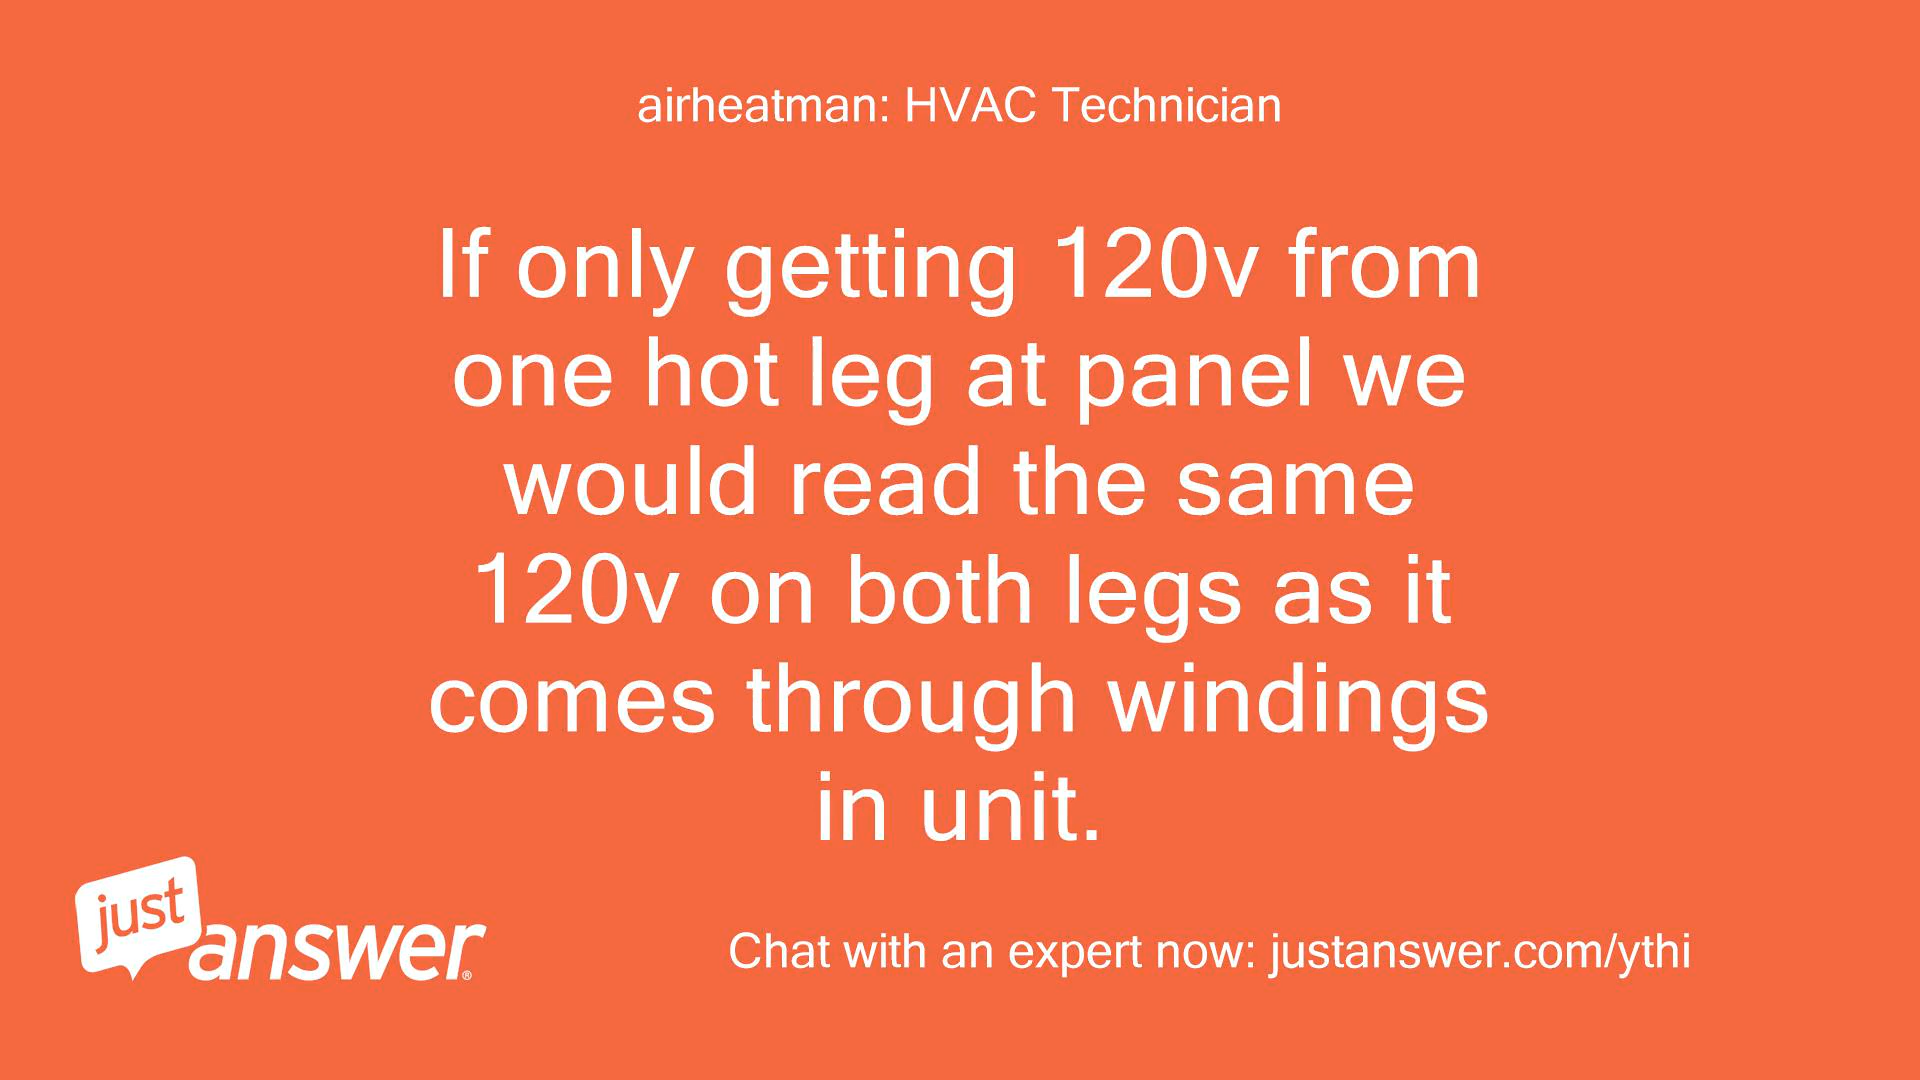 airheatman: HVAC Technician
If only getting 120v from
one hot leg at panel we
would read the same
120v on both legs as it
comes through windings
in unit.
just
answer®
Chat with an expert now: justanswer.com/ythi